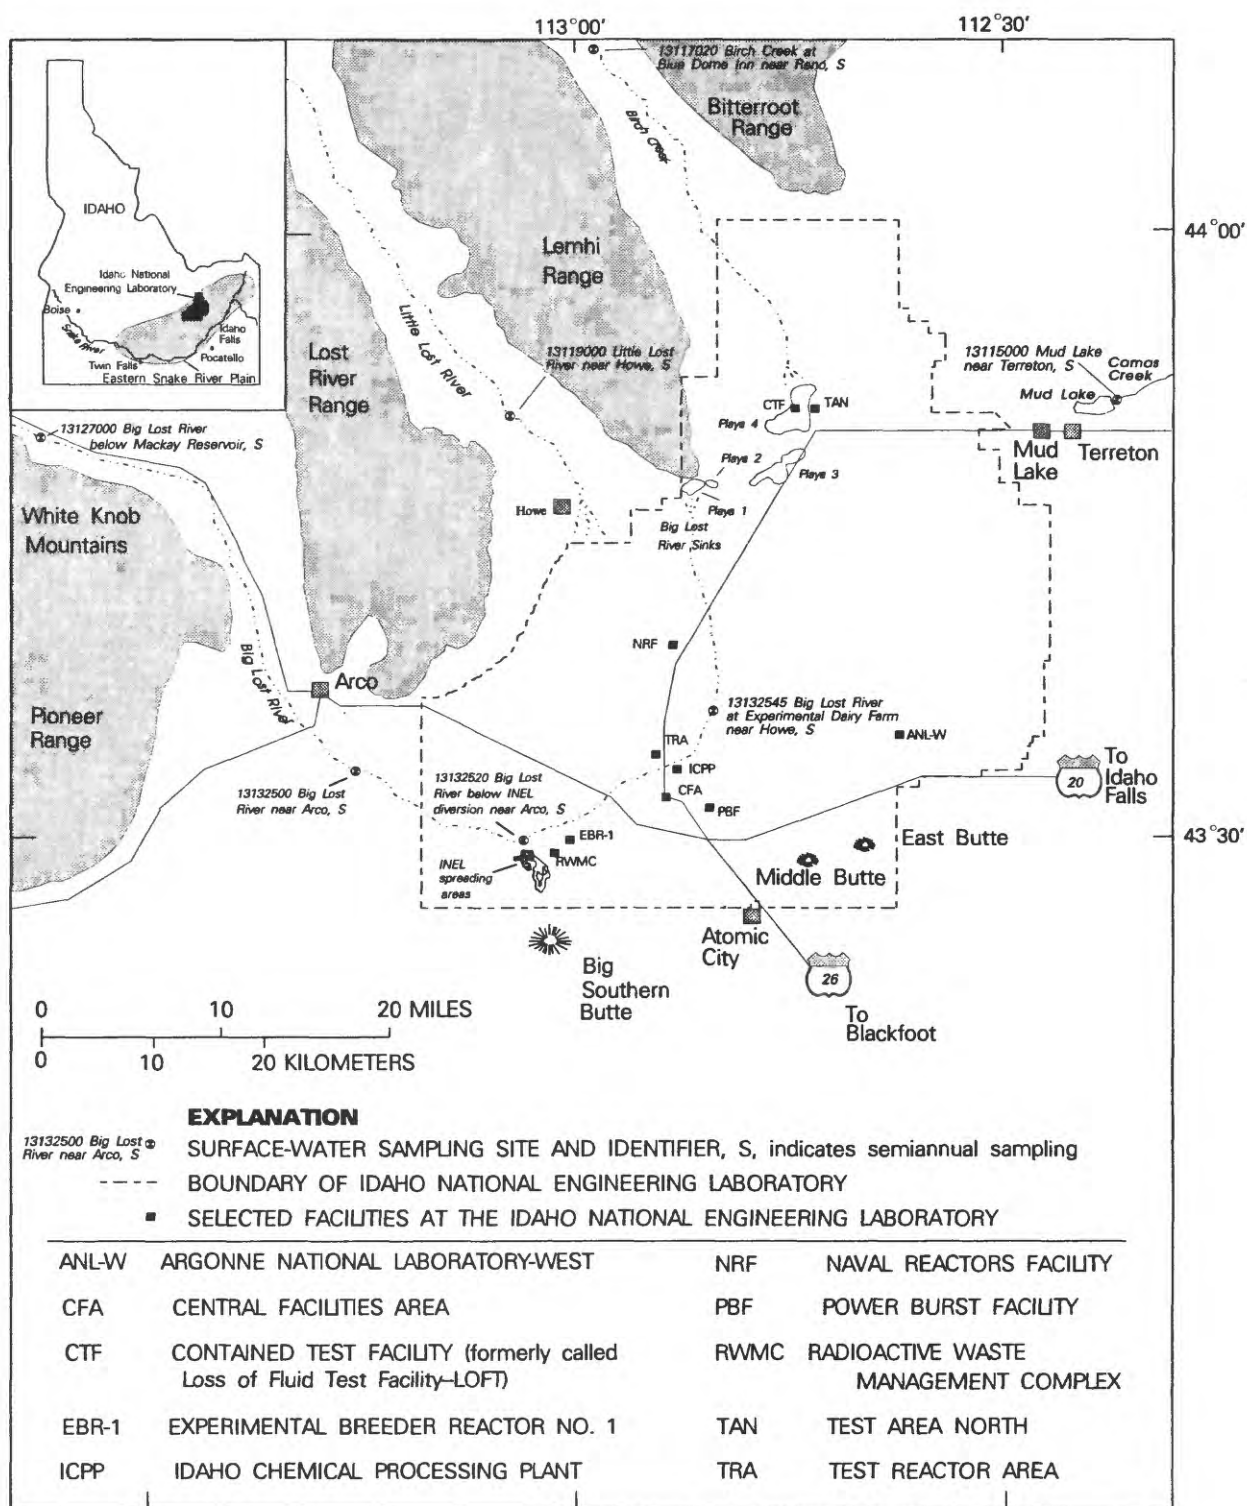 113°00'
112°30'
13117020 Birch Creek at
Blue Dome Inn near Reno, S
Bitterroot
Range
Birch Creek
IDAHO
Idaho National
Engineering Laboratory
Boise
Snake River
Idaho
Falls
Pocatello
Twin Falls
Eastern Snake River Plain
44°00'
Lemhi
Range
Little Lost River
Lost
River
Range
13119000 Little Lost
River near Howe, S
13115000 Mud Lake
near Terreton, S
Camas
Creek
Mud Lake
CTF
TAN
Playa 4
Mud
Lake
Terreton
13127000 Big Lost River
below Mackay Reservoir, S
Playa 2
Playa 3
Playa 1
White Knob
Mountains
Howe
Big Lost
River Sinks
NRF
Big Lost River
Arco
Pioneer
Range
13132545 Big Lost River
at Experimental Dairy Farm
near Howe, S
ANL-W
TRA
ICPP
To
Idaho
Falls
20
13132500 Big Lost
River near Arco, S
13132520 Big Lost
River below INEL
diversion near Arco, S
CFA
PBF
43°30'
EBR-1
East Butte
RWMC
INEL
spreading
areas
Middle Butte
Atomic
City
Big
Southern
Butte
26
To
Blackfoot
0 10 20 MILES
0 10 20 KILOMETERS
EXPLANATION
13132500 Big Lost
River near Arco, S
SURFACE-WATER SAMPLING SITE AND IDENTIFIER, S, indicates semiannual sampling
BOUNDARY OF IDAHO NATIONAL ENGINEERING LABORATORY
SELECTED FACILITIES AT THE IDAHO NATIONAL ENGINEERING LABORATORY
ANL-W ARGONNE NATIONAL LABORATORY-WEST
NRF NAVAL REACTORS FACILITY
CFA CENTRAL FACILITIES AREA
PBF POWER BURST FACILITY
CTF CONTAINED TEST FACILITY (formerly called
Loss of Fluid Test Facility-LOFT)
RWMC RADIOACTIVE WASTE
MANAGEMENT COMPLEX
EBR-1 EXPERIMENTAL BREEDER REACTOR NO. 1
TAN TEST AREA NORTH
ICPP IDAHO CHEMICAL PROCESSING PLANT
TRA TEST REACTOR AREA